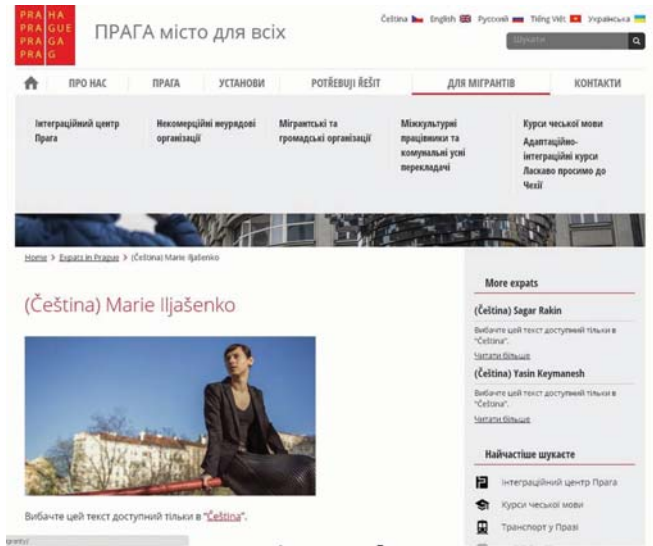 PRA HA
PRA GUE
PRA GA
PRA G
ПРАГА місто для всіх
Čeština English Русский Tiếng Việt Українська
Шукати
ПРО НАС ПРАГА УСТАНОВИ POTŘEBUJI ŘEŠIT ДЛЯ МІГРАНТІВ КОНТАКТИ
Інтеграційний центр
Прага
Некомерційні неурядові
організації
Мігрантські та
громадські організації
Міжкультурні
працівники та
комунальні усні
перекладачі
Курси чеської мови
Адаптаційно-
інтеграційні курси
Ласкаво просимо до
Чехії
Home > Expats in Prague > (Čeština) Marie Iljašenko
(Čeština) Marie Iljašenko
Вибачте цей текст доступний тільки в "Čeština".
More expats
(Čeština) Sagar Rakin
Вибачте цей текст доступний тільки в
"Čeština".
Читати більше
(Čeština) Yasin Keymanesh
Вибачте цей текст доступний тільки в
"Čeština".
Читати більше
Найчастіше шукаєте
Інтеграційний центр Прага
Курси чеської мови
Транспорт у Празі